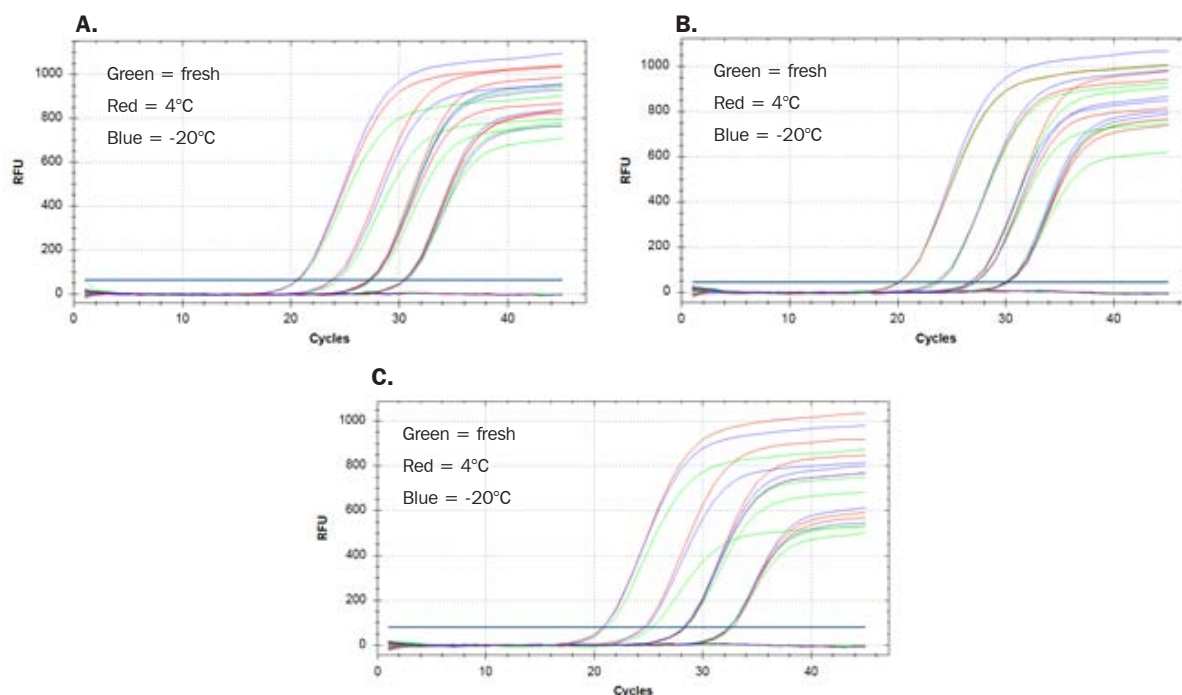 A.
Green = fresh
Red = 4°C
Blue = -20°C
RFU
1000
800
600
400
200
0
0 10 20 30 40
Cycles
B.
Green = fresh
Red = 4°C
Blue = -20°C
RFU
1000
800
600
400
200
0
0 10 20 30 40
Cycles
C.
Green = fresh
Red = 4°C
Blue = -20°C
RFU
1000
800
600
400
200
0
0 10 20 30 40
Cycles